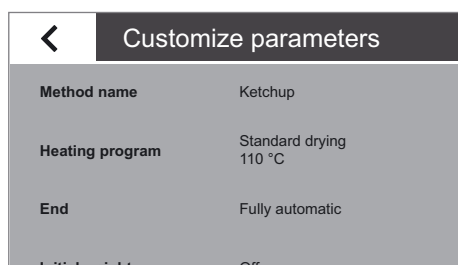 Customize parameters
Method name Ketchup
Heating program Standard drying
110 °C
End Fully automatic